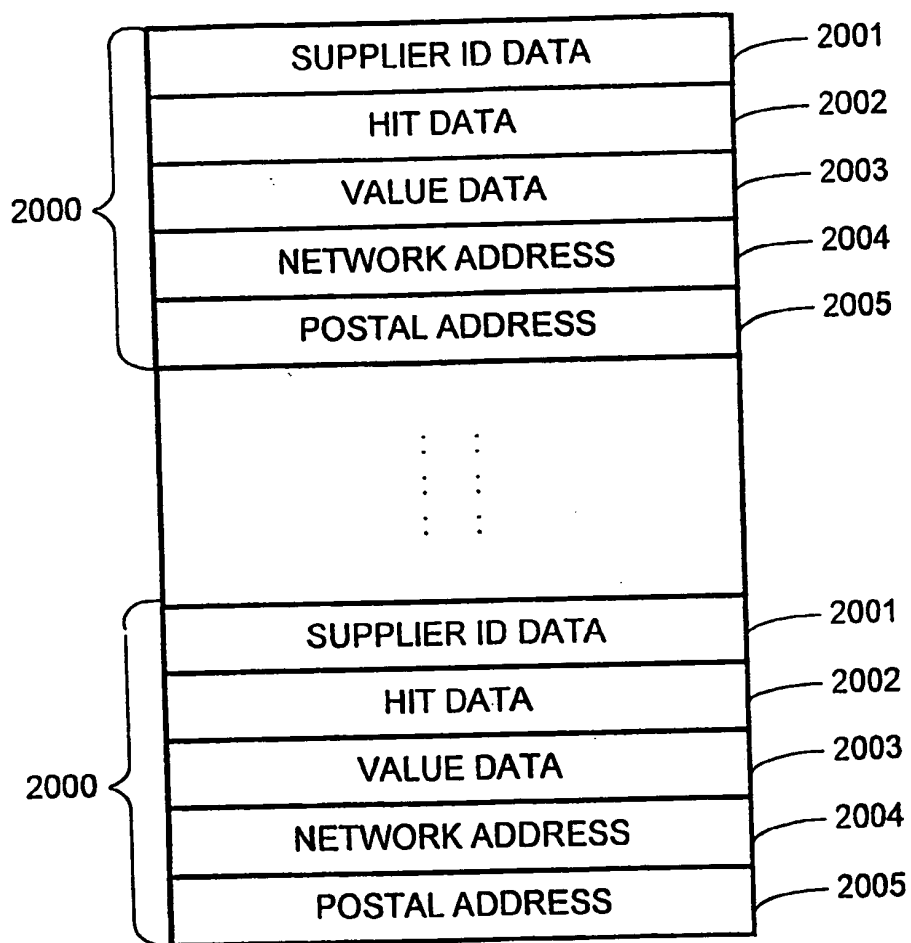 SUPPLIER ID DATA 2001
HIT DATA 2002
VALUE DATA 2003
2000
NETWORK ADDRESS 2004
POSTAL ADDRESS 2005
SUPPLIER ID DATA 2001
HIT DATA 2002
VALUE DATA 2003
2000
NETWORK ADDRESS 2004
POSTAL ADDRESS 2005